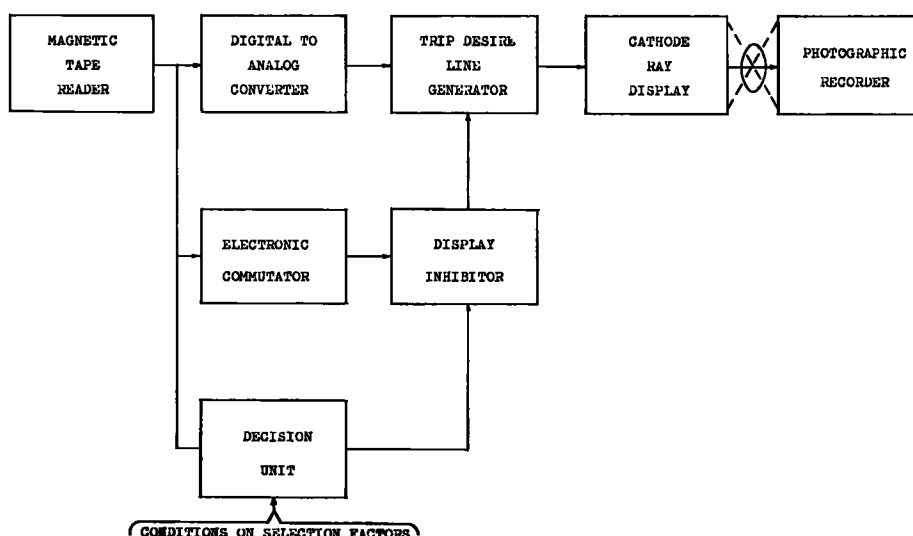 MAGNETIC
TAPE
READER
DIGITAL TO
ANALOG
CONVERTER
TRIP DESIRE
LINE
GENERATOR
CATHODE
RAY
DISPLAY
PHOTOGRAPHIC
RECORDER
ELECTRONIC
COMMUTATOR
DISPLAY
INHIBITOR
DECISION
UNIT
CONDITIONS ON SELECTION FACTORS